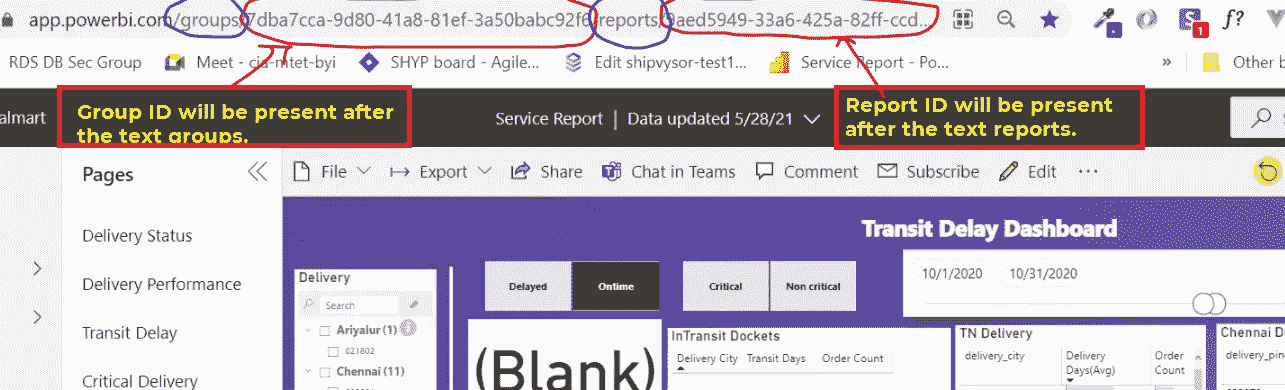 app.powerbi.com/groups/7dba7cca-9d80-41a8-81ef-3a50babc92f6/reports/9aed5949-33a6-425a-82ff-ccd...
f?
1
RDS DB Sec Group
Meet - cia-mtet-byi
SHYP board - Agile...
Edit shipvysor-test1...
Service Report - Po...
»
Other b
Group ID will be present after
the text groups.
Report ID will be present
after the text reports.
almart
Service Report | Data updated 5/28/21
Pages
File
Export
Share
Chat in Teams
Comment
Subscribe
Edit
...
Delivery Status
Delivery Performance
Transit Delay
Critical Delivery
Transit Delay Dashboard
Delivery
Search
Ariyalur (1)
621802
Chennai (11)
Delayed
Ontime
Critical
Non critical
10/1/2020
10/31/2020
(Blank)
InTransit Dockets
Delivery City Transit Days Order Count
TN Delivery
delivery_city
Delivery
Days(Avg)
Order
Count
Chennai D
delivery_pin